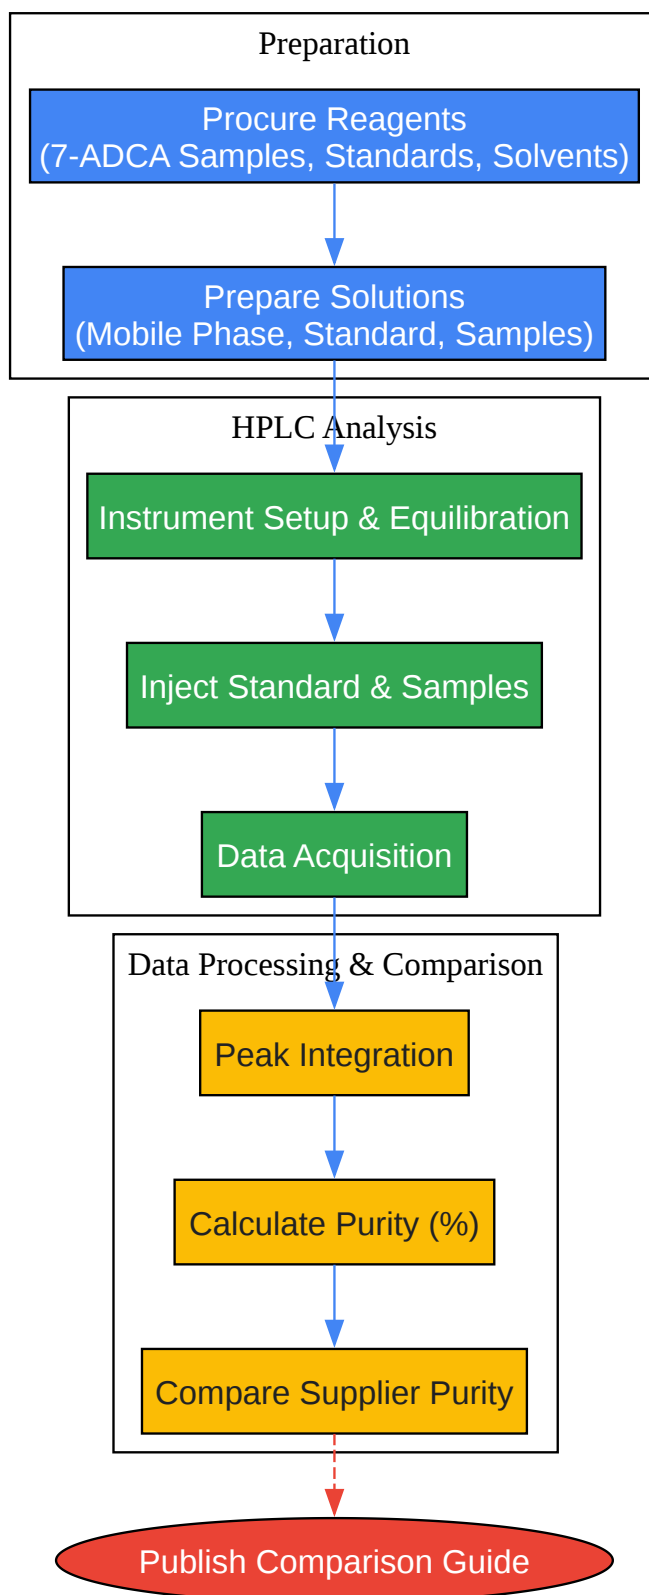 Preparation
Procure Reagents
(7-ADCA Samples, Standards, Solvents)
Prepare Solutions
(Mobile Phase, Standard, Samples)
HPLC Analysis
Instrument Setup & Equilibration
Inject Standard & Samples
Data Acquisition
Data Processing & Comparison
Peak Integration
Calculate Purity (%)
Compare Supplier Purity
Publish Comparison Guide